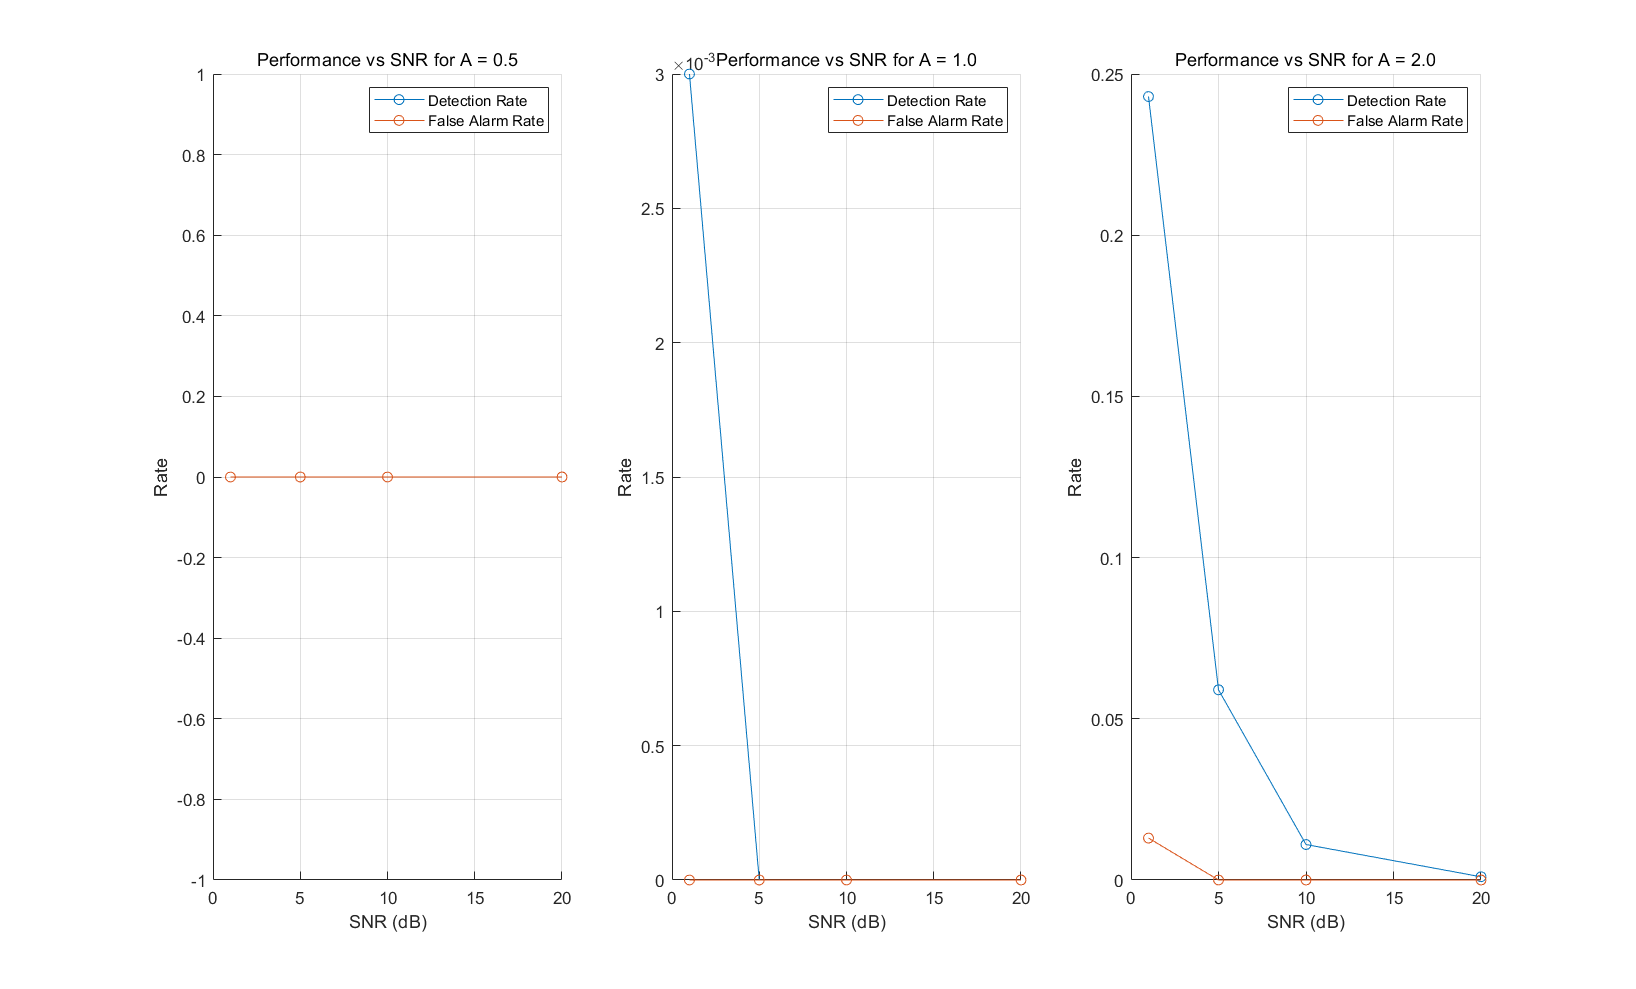 Performance vs SNR for A = 0.5
Detection Rate
False Alarm Rate
1
0.8
0.6
0.4
0.2
0
-0.2
-0.4
-0.6
-0.8
-1
Rate
0 5 10 15 20
SNR (dB)
×10-3 Performance vs SNR for A = 1.0
Detection Rate
False Alarm Rate
3
2.5
2
1.5
1
0.5
0
Rate
0 5 10 15 20
SNR (dB)
Performance vs SNR for A = 2.0
Detection Rate
False Alarm Rate
0.25
0.2
0.15
0.1
0.05
0
Rate
0 5 10 15 20
SNR (dB)